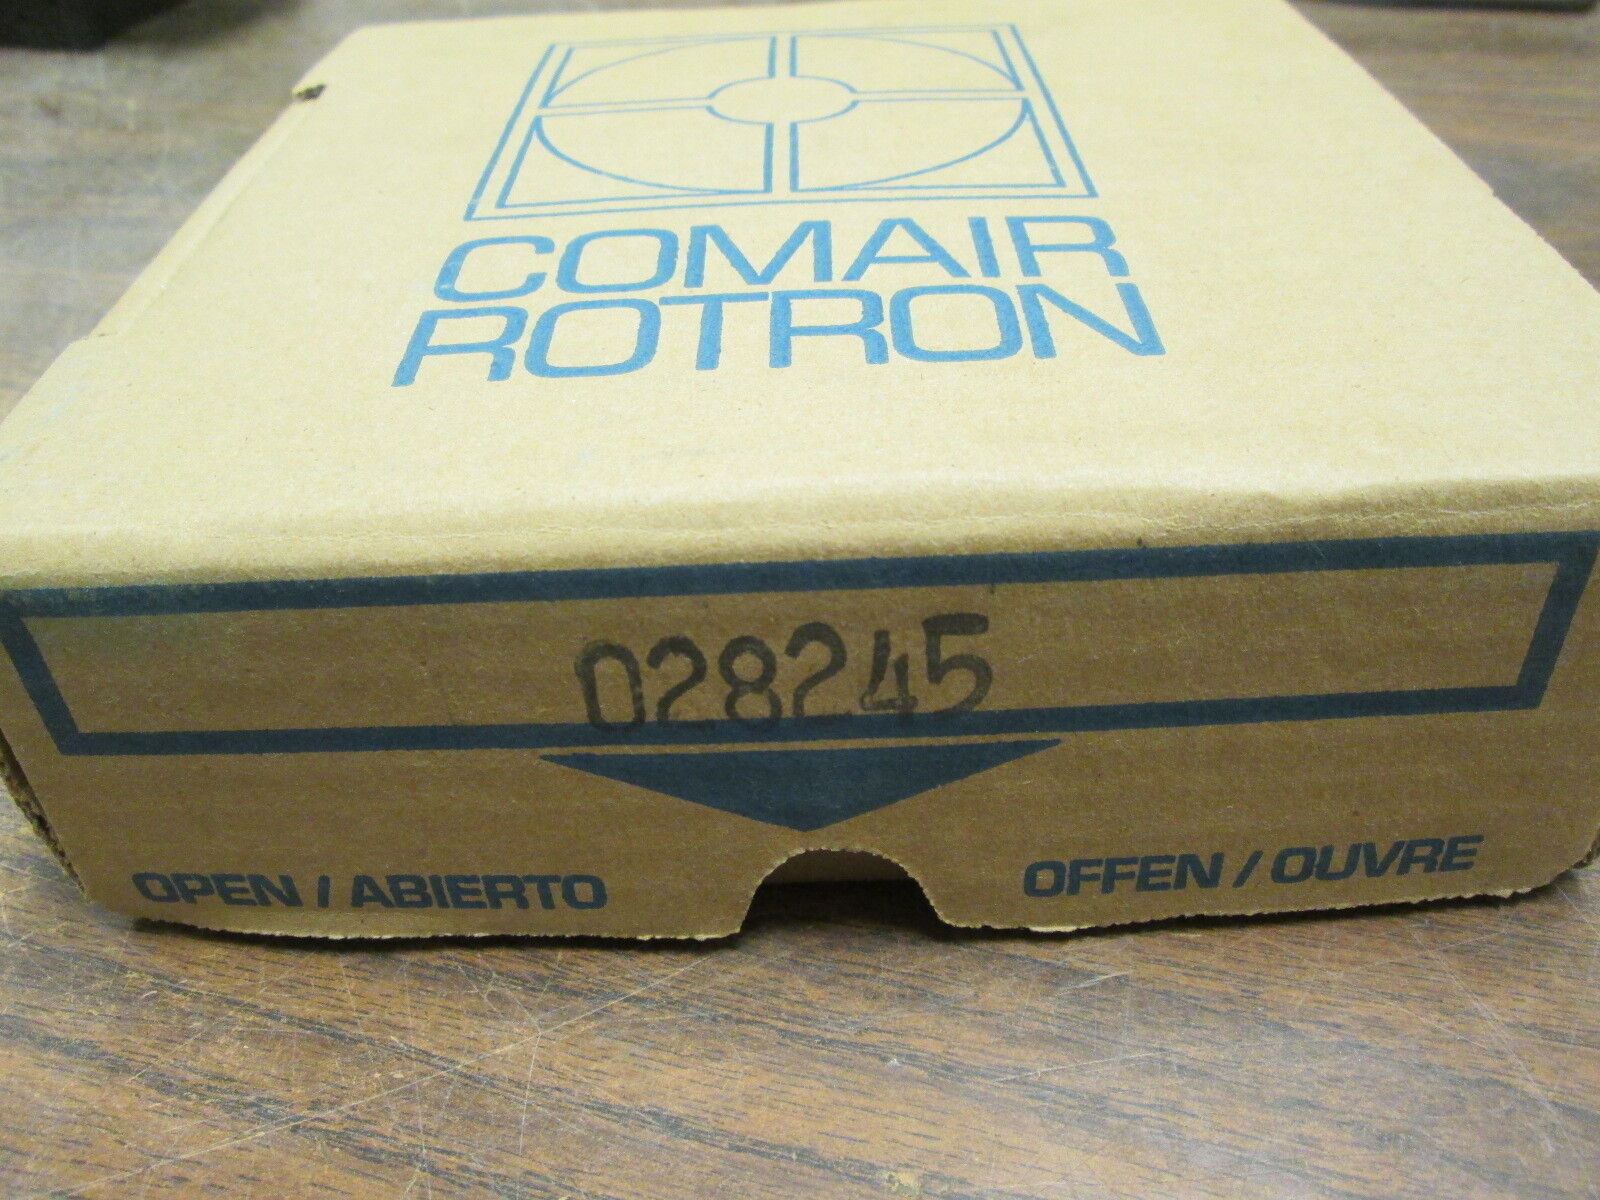 COMAIR
ROTRON
028245
OPEN / ABIERTO
OFFEN / OUVRE